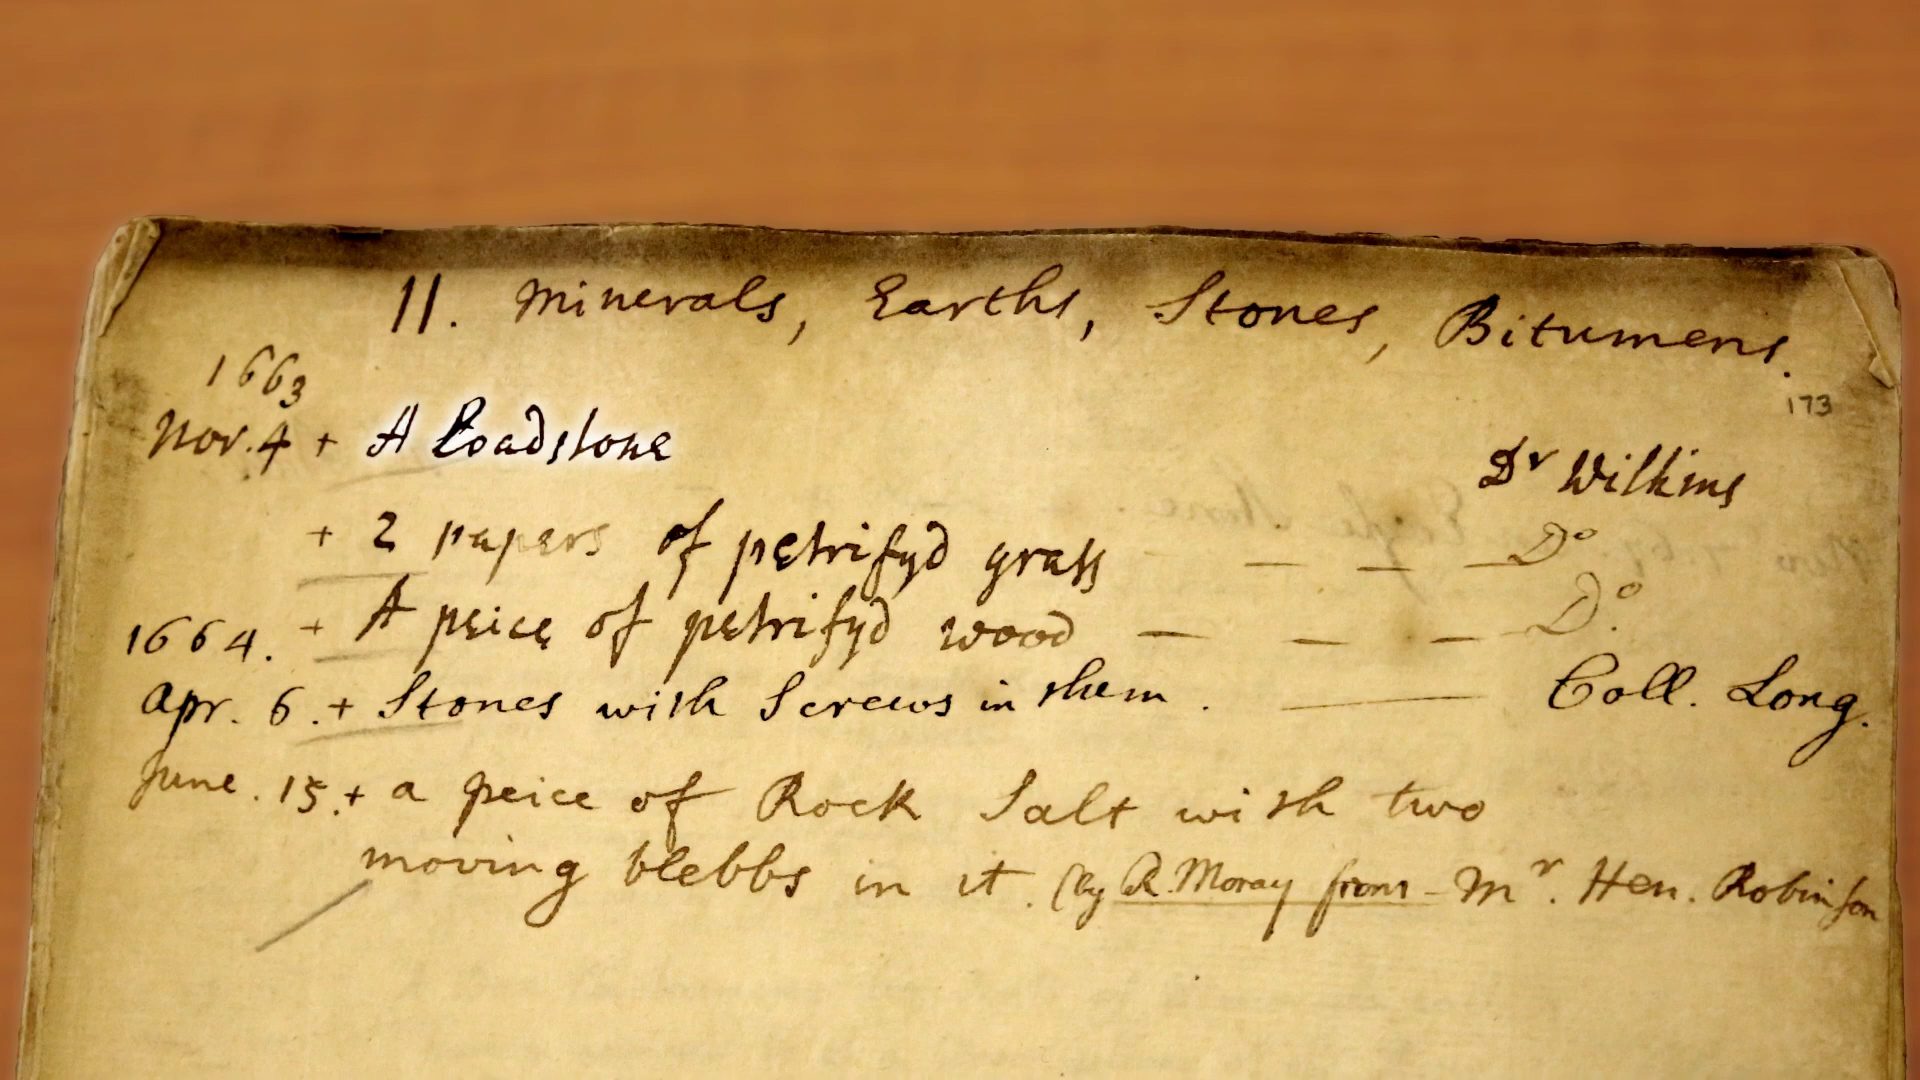 11. Minerals, Earths, Stones, Bitumens.
173
1663
Nov. 4 + A Loadstone Dr Wilkins
+ 2 papers of petrifyd grass — — — Do
1664. + A peice of petrifyd wood — — — Do.
Apr. 6. + Stones with Screws in them. — Coll. Long.
June. 15. + a peice of Rock Salt with two
moving blebbs in it. (by R. Moray from - Mr. Hen. Robinson